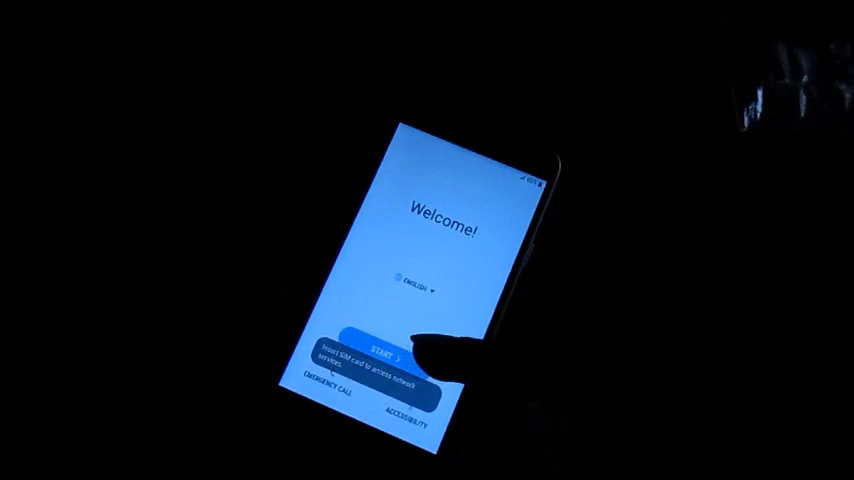 Welcome!
ENGLISH
START >
Insert SIM card to access network
services.
EMERGENCY CALL
ACCESSIBILITY